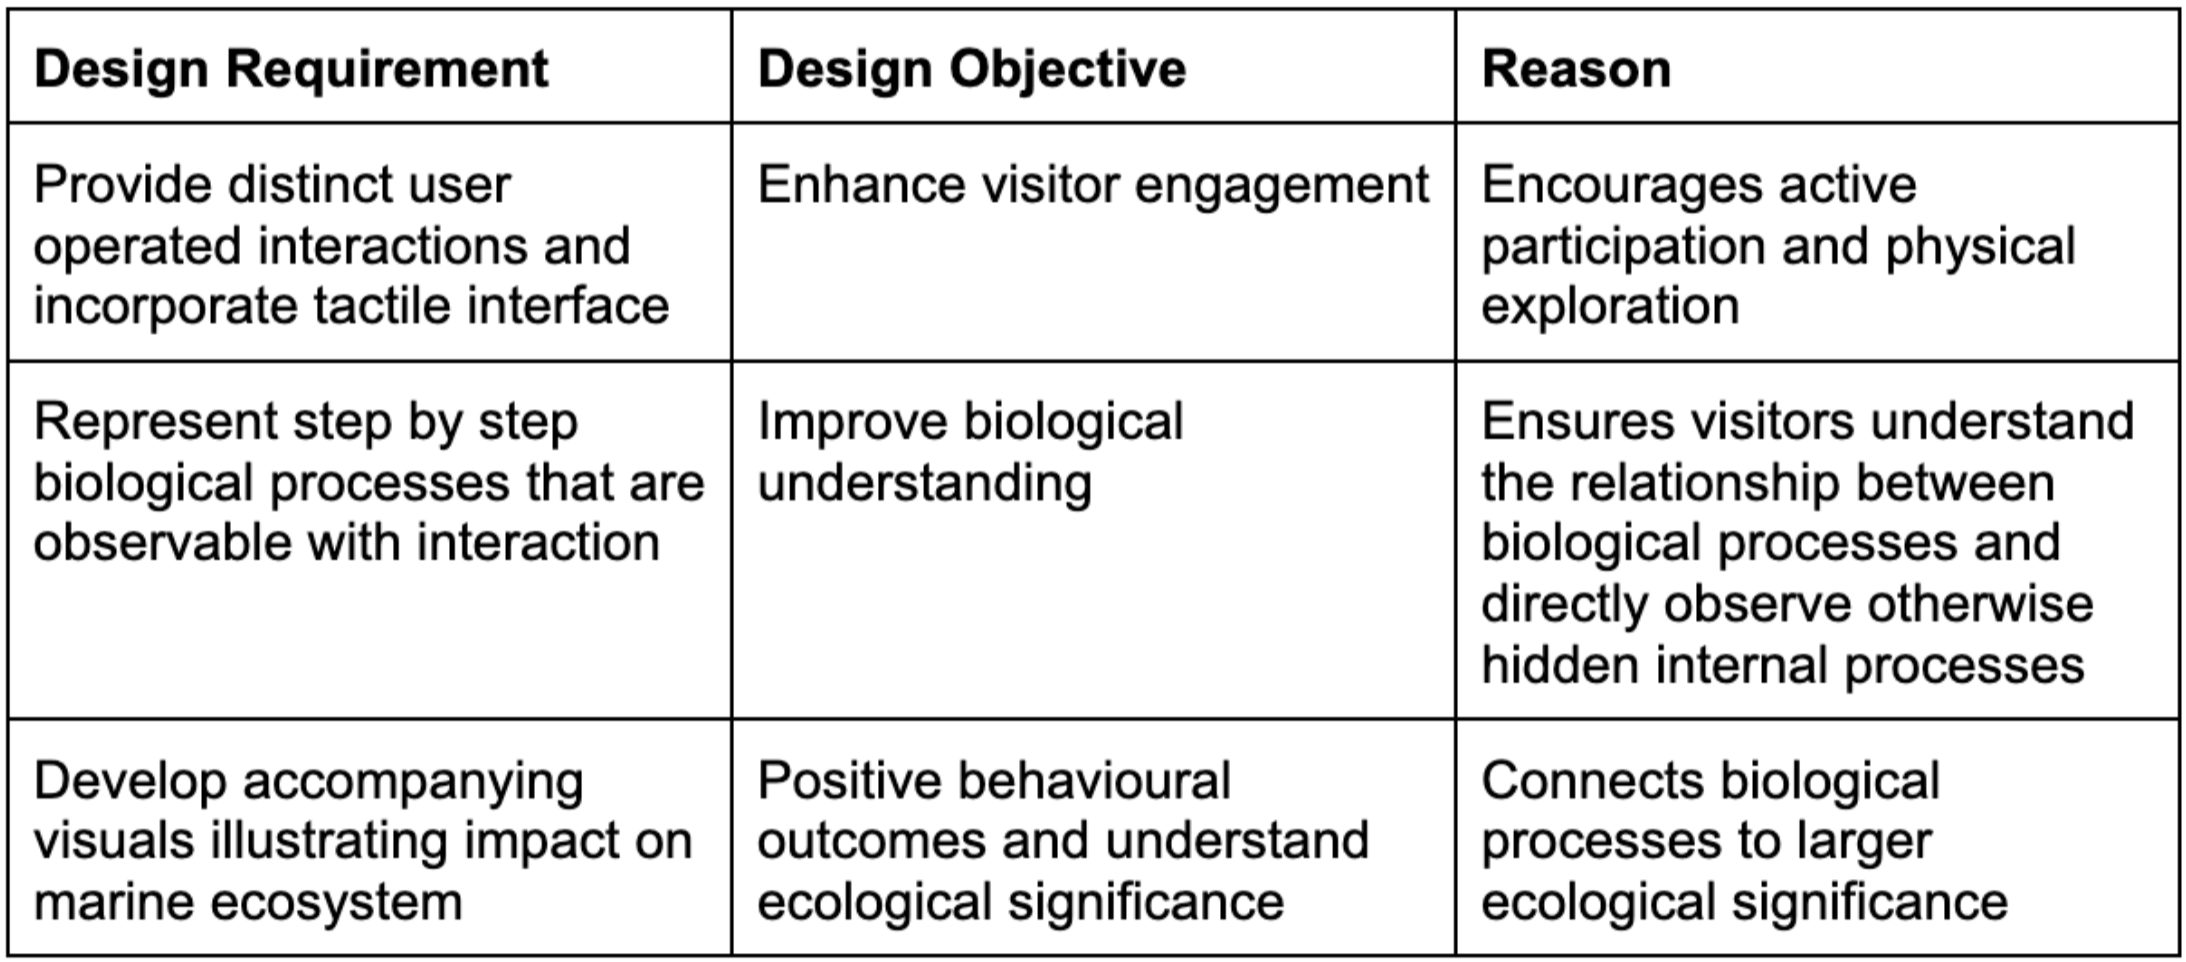 Design Requirement
Design Objective
Reason
Provide distinct user
operated interactions and
incorporate tactile interface
Enhance visitor engagement
Encourages active
participation and physical
exploration
Represent step by step
biological processes that are
observable with interaction
Improve biological
understanding
Ensures visitors understand
the relationship between
biological processes and
directly observe otherwise
hidden internal processes
Develop accompanying
visuals illustrating impact on
marine ecosystem
Positive behavioural
outcomes and understand
ecological significance
Connects biological
processes to larger
ecological significance